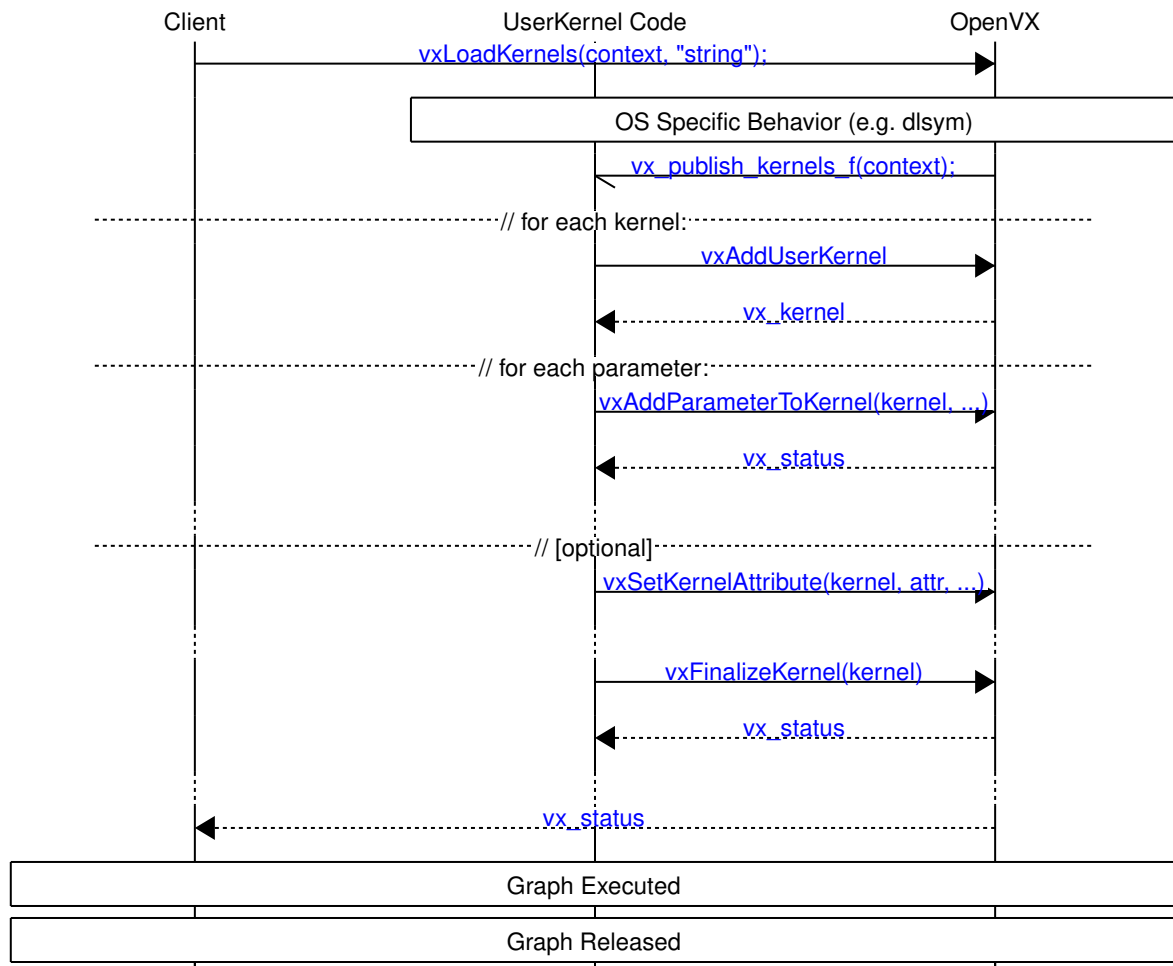 Client UserKernel Code OpenVX
vxLoadKernels(context, "string");
OS Specific Behavior (e.g. dlsym)
vx_publish_kernels_f(context);
// for each kernel:
vxAddUserKernel
vx_kernel
// for each parameter:
vxAddParameterToKernel(kernel, ...)
vx_status
// [optional]
vxSetKernelAttribute(kernel, attr, ...)
vxFinalizeKernel(kernel)
vx_status
vx_status
Graph Executed
Graph Released